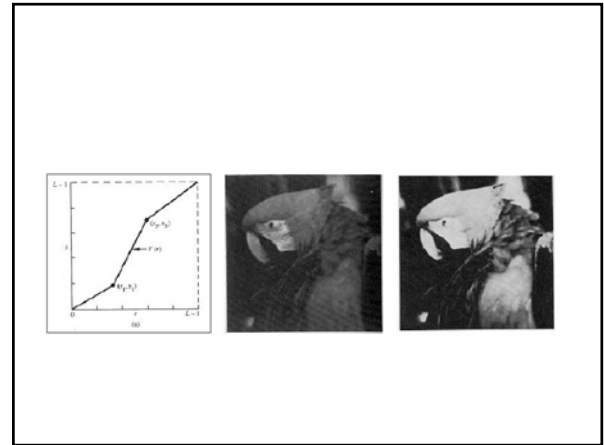 L−1
(r₂, s₂)
s
T(r)
(r₁, s₁)
0
r
L−1
(a)